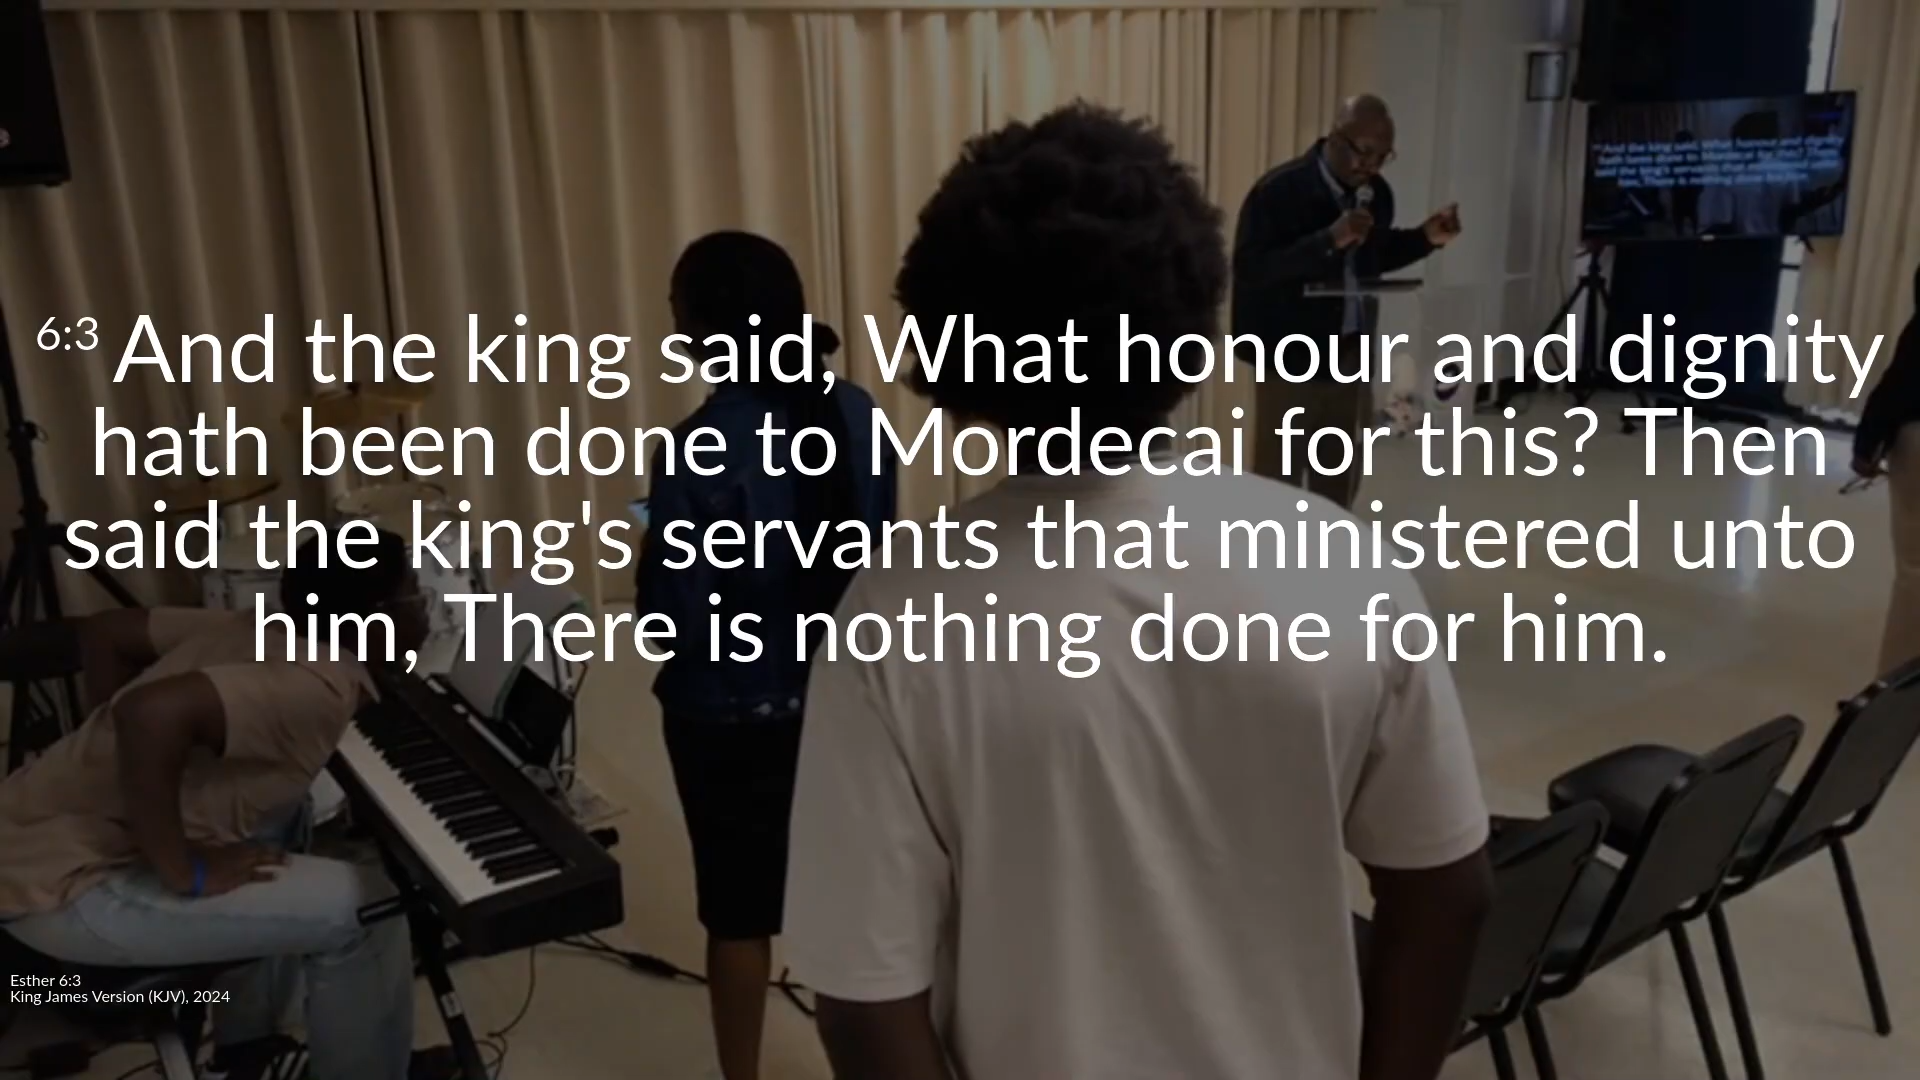 6:3 And the king said, What honour and dignity
hath been done to Mordecai for this? Then
said the king's servants that ministered unto
him, There is nothing done for him.
Esther 6:3
King James Version (KJV), 2024